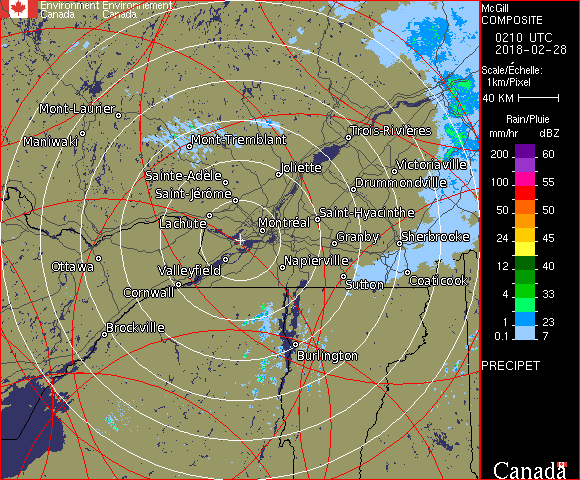 Environment Environnement
Canada Canada
McGill
COMPOSITE
0210 UTC
2018-02-28
Scale/Échelle:
1km/Pixel
40 KM
Rain/Pluie
mm/hr dBZ
200 60
100 55
50 50
24 45
12 40
4 33
1 23
0.1 7
PRECIPET
Canada
Mont-Laurier
Maniwaki
Mont-Tremblant
Trois-Rivières
Joliette
Victoriaville
Sainte-Adèle
Drummondville
Saint-Jérôme
Lachute
Saint-Hyacinthe
Montréal
Granby
Sherbrooke
Ottawa
Valleyfield
Napierville
Cornwall
Sutton
Coaticook
Brockville
Burlington